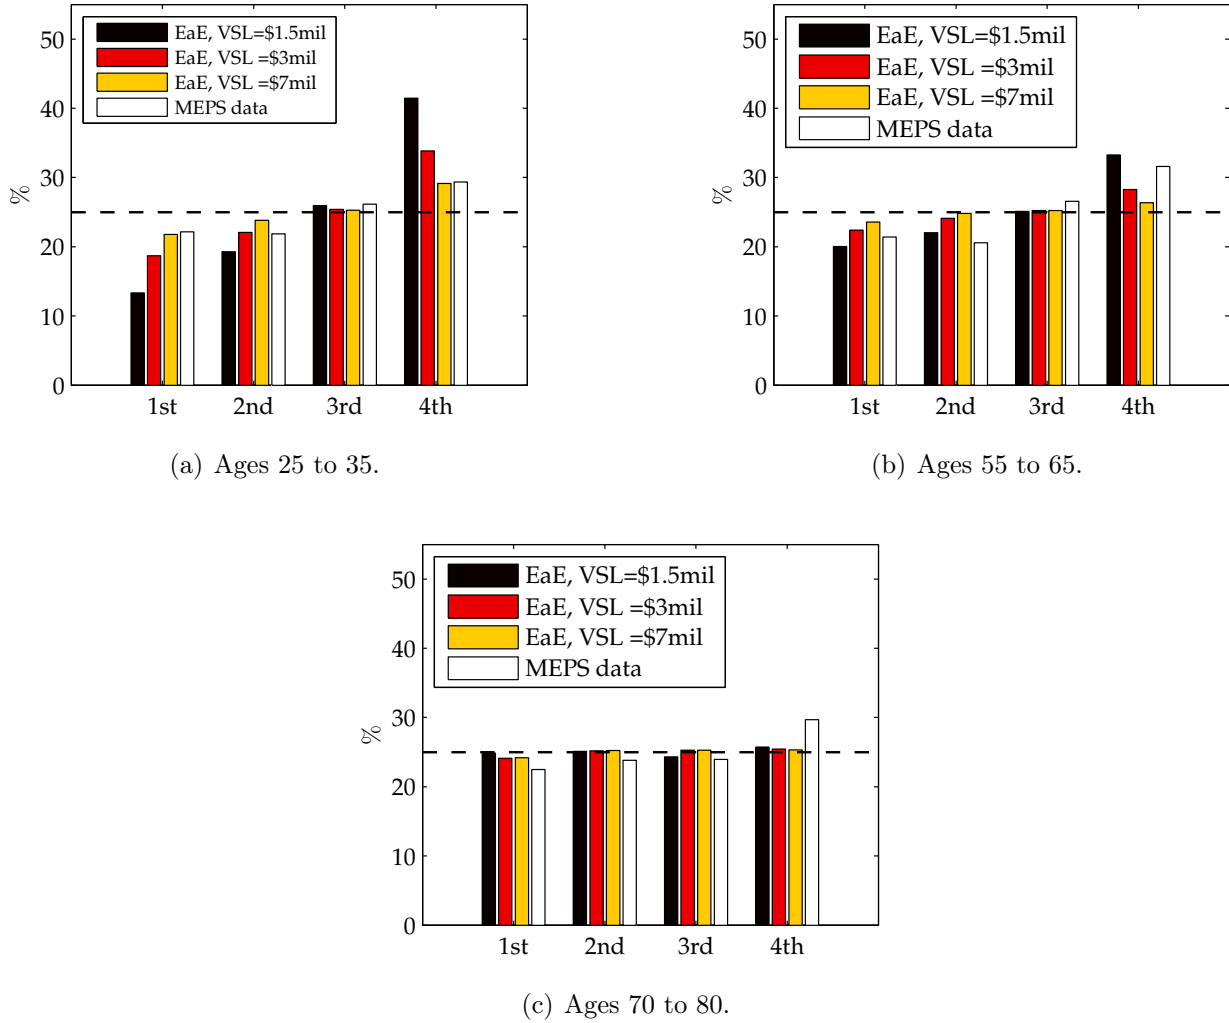 50
40
30
20
10
0
%
EaE, VSL=$1.5mil
EaE, VSL =$3mil
EaE, VSL =$7mil
MEPS data
1st 2nd 3rd 4th
(a) Ages 25 to 35.
50
40
30
20
10
0
%
EaE, VSL=$1.5mil
EaE, VSL =$3mil
EaE, VSL =$7mil
MEPS data
1st 2nd 3rd 4th
(b) Ages 55 to 65.
50
40
30
20
10
0
%
EaE, VSL=$1.5mil
EaE, VSL =$3mil
EaE, VSL =$7mil
MEPS data
1st 2nd 3rd 4th
(c) Ages 70 to 80.